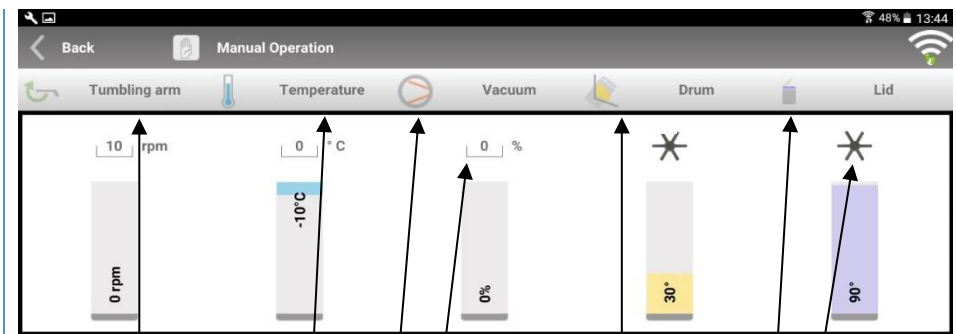 48% 13:44
Back Manual Operation
Tumbling arm Temperature Vacuum Drum Lid
10 rpm 0 °C 0 %
0 rpm -10°C 0% 30° 90°